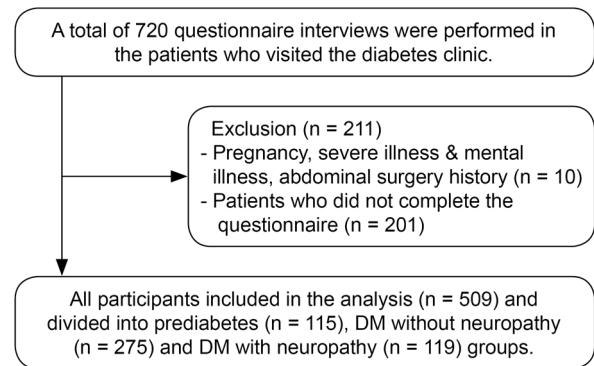 A total of 720 questionnaire interviews were performed in
the patients who visited the diabetes clinic.
Exclusion (n = 211)
- Pregnancy, severe illness & mental
illness, abdominal surgery history (n = 10)
- Patients who did not complete the
questionnaire (n = 201)
All participants included in the analysis (n = 509) and
divided into prediabetes (n = 115), DM without neuropathy
(n = 275) and DM with neuropathy (n = 119) groups.